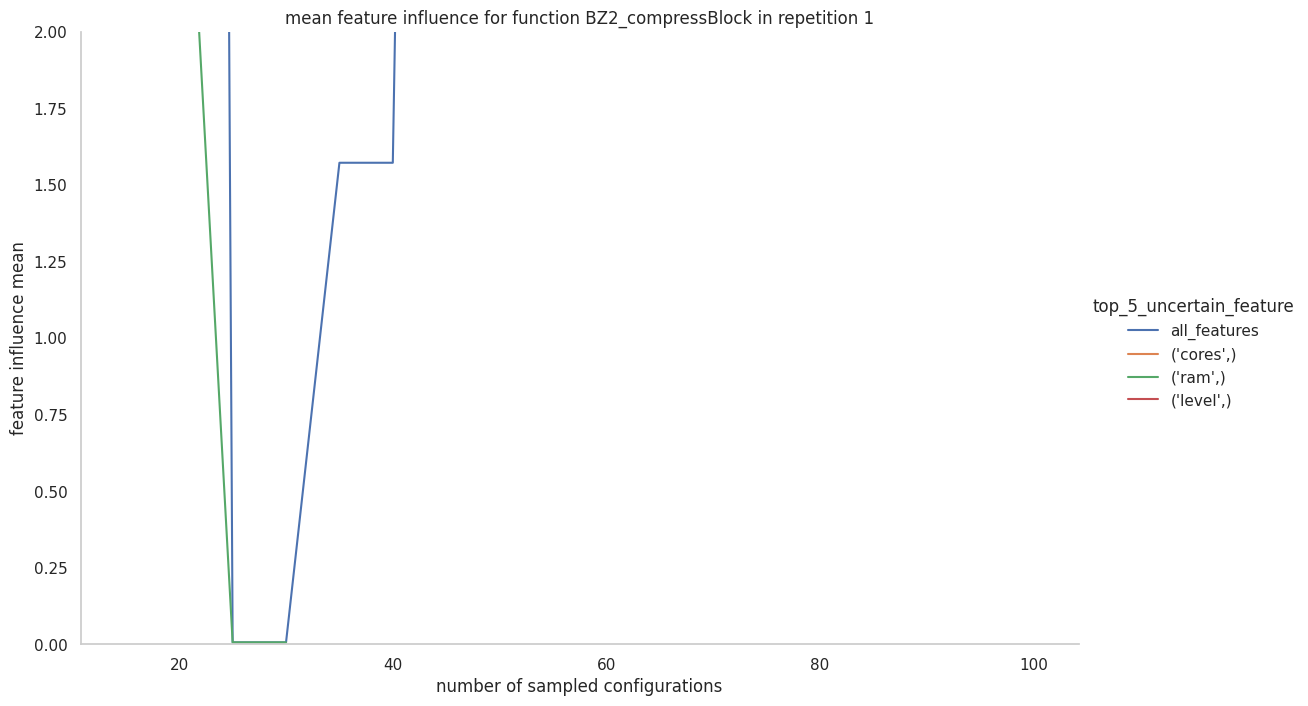 mean feature influence for function BZ2_compressBlock in repetition 1
2.00
1.75
1.50
1.25
1.00
0.75
0.50
0.25
0.00
feature influence mean
20 40 60 80 100
number of sampled configurations
top_5_uncertain_feature
all_features
('cores',)
('ram',)
('level',)